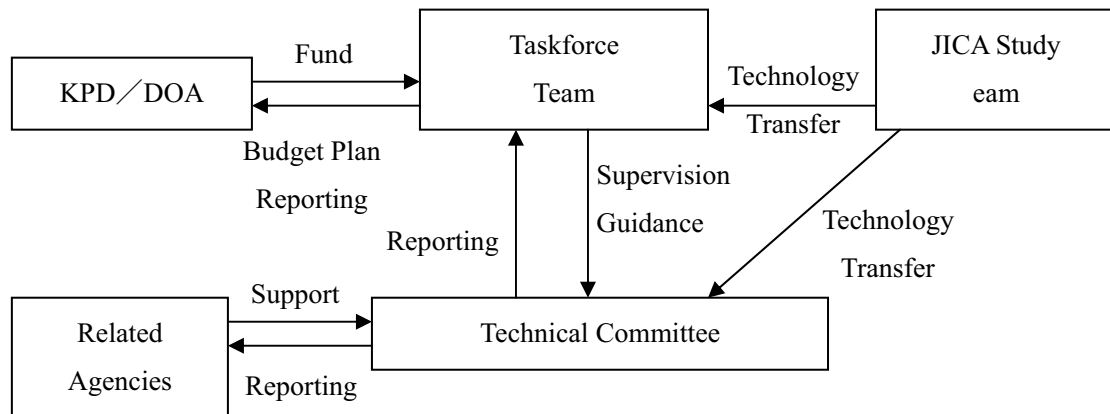 Fund
KPD／DOA
Budget Plan
Reporting
Taskforce
Team
JICA Study
eam
Technology
Transfer
Supervision
Guidance
Reporting
Technology
Transfer
Support
Related
Agencies
Reporting
Technical Committee